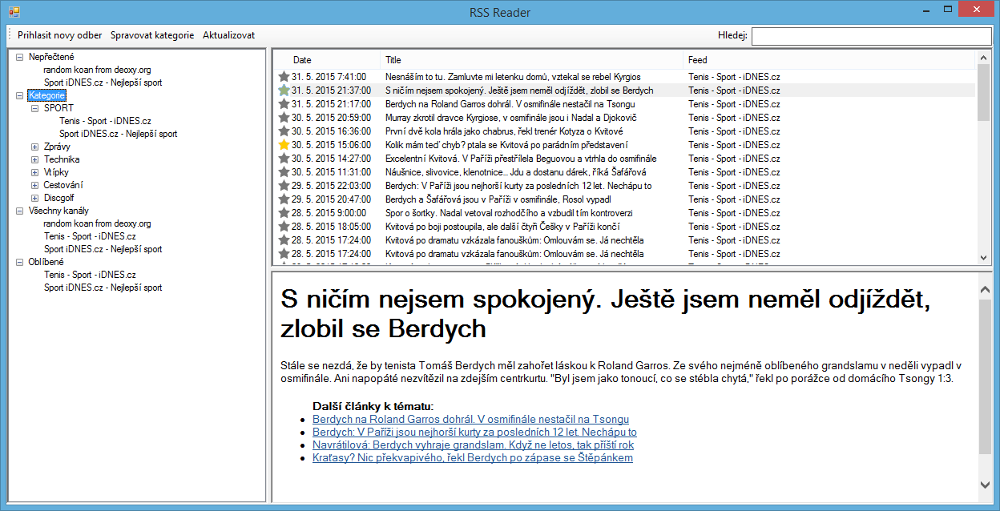 RSS Reader
Prihlasit novy odber Spravovat kategorie Aktualizovat Hledej:
Nepřečtené
random koan from deoxy.org
Sport iDNES.cz - Nejlepší sport
Kategorie
SPORT
Tenis - Sport - iDNES.cz
Sport iDNES.cz - Nejlepší sport
Zprávy
Technika
Vtípky
Cestování
Discgolf
Všechny kanály
random koan from deoxy.org
Tenis - Sport - iDNES.cz
Sport iDNES.cz - Nejlepší sport
Oblíbené
Tenis - Sport - iDNES.cz
Sport iDNES.cz - Nejlepší sport
Date Title Feed
31. 5. 2015 7:41:00 Nesnáším to tu. Zamluvte mi letenku domů, vztekal se rebel Kyrgios Tenis - Sport - iDNES.cz
31. 5. 2015 21:37:00 S ničím nejsem spokojený. Ještě jsem neměl odjíždět, zlobil se Berdych Tenis - Sport - iDNES.cz
31. 5. 2015 21:17:00 Berdych na Roland Garros dohrál. V osmifinále nestačil na Tsongu Tenis - Sport - iDNES.cz
30. 5. 2015 20:59:00 Murray zkrotil dravce Kyrgiose, v osmifinále jsou i Nadal a Djokovič Tenis - Sport - iDNES.cz
30. 5. 2015 16:36:00 První dvě kola hrála jako chabrus, řekl trenér Kotyza o Kvitové Tenis - Sport - iDNES.cz
30. 5. 2015 15:06:00 Kolik mám teď chyb? ptala se Kvitová po parádním představení Tenis - Sport - iDNES.cz
30. 5. 2015 14:27:00 Excelentní Kvitová. V Paříži přestřílela Beguovou a vtrhla do osmifinále Tenis - Sport - iDNES.cz
30. 5. 2015 11:31:00 Náušnice, slivovice, klenotnice... Jdu a dostanu dárek, říká Šafářová Tenis - Sport - iDNES.cz
29. 5. 2015 22:03:00 Berdych: V Paříži jsou nejhorší kurty za posledních 12 let. Nechápu to Tenis - Sport - iDNES.cz
29. 5. 2015 20:47:00 Berdych a Šafářová jsou v Paříži v osmifinále, Rosol vypadl Tenis - Sport - iDNES.cz
28. 5. 2015 9:00:00 Spor o šortky. Nadal vetoval rozhodčího a vzbudil tím kontroverzi Tenis - Sport - iDNES.cz
28. 5. 2015 18:05:00 Kvitová po boji postoupila, ale další čtyři Češky v Paříži končí Tenis - Sport - iDNES.cz
28. 5. 2015 17:24:00 Kvitová po dramatu vzkázala fanouškům: Omlouvám se. Já nechtěla Tenis - Sport - iDNES.cz
28. 5. 2015 17:24:00 Kvitová po dramatu vzkázala fanouškům: Omlouvám se. Já nechtěla Tenis - Sport - iDNES.cz
S ničím nejsem spokojený. Ještě jsem neměl odjíždět,
zlobil se Berdych
Stále se nezdá, že by tenista Tomáš Berdych měl zahořet láskou k Roland Garros. Ze svého nejméně oblíbeného grandslamu v neděli vypadl v
osmifinále. Ani napopáté nezvítězil na zdejším centrkurtu. "Byl jsem jako tonoucí, co se stébla chytá," řekl po porážce od domácího Tsongy 1:3.
Další články k tématu:
Berdych na Roland Garros dohrál. V osmifinále nestačil na Tsongu
Berdych: V Paříži jsou nejhorší kurty za posledních 12 let. Nechápu to
Navrátilová: Berdych vyhraje grandslam. Když ne letos, tak příští rok
Kraťasy? Nic překvapivého, řekl Berdych po zápase se Štěpánkem